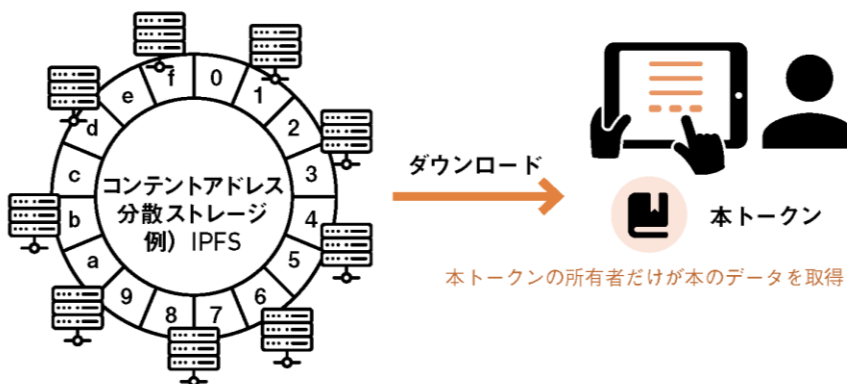 f
0
1
2
3
4
5
6
7
8
9
a
b
c
d
e
コンテントアドレス
分散ストレージ
例）IPFS
ダウンロード
本トークン
本トークンの所有者だけが本のデータを取得